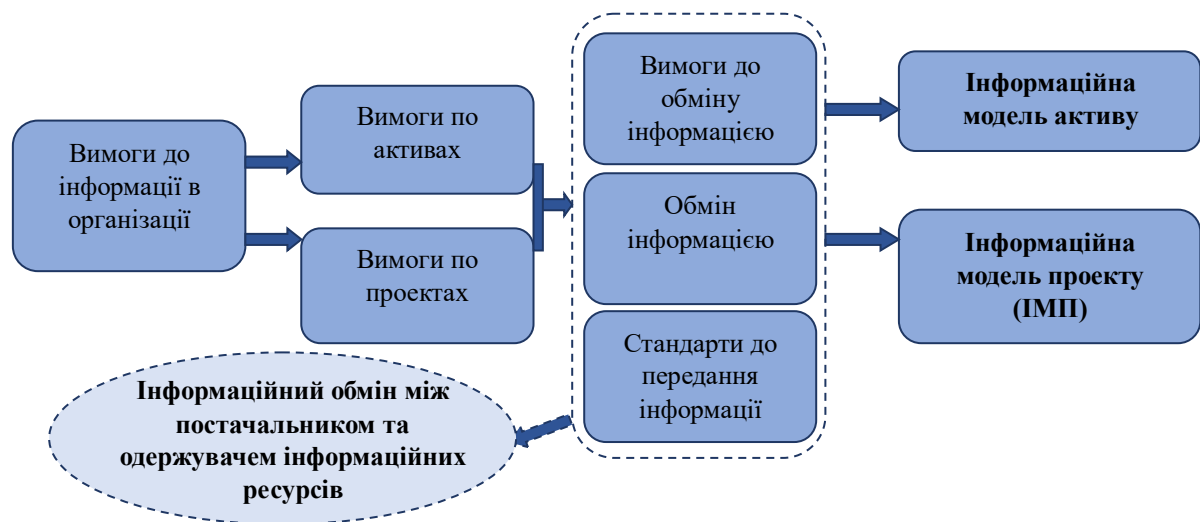 Вимоги до
інформації в
організації
Вимоги по
активах
Вимоги по
проектах
Вимоги до
обміну
інформацією
Обмін
інформацією
Стандарти до
передання
інформації
Інформаційна
модель активу
Інформаційна
модель проекту
(ІМП)
Інформаційний обмін між
постачальником та
одержувачем інформаційних
ресурсів